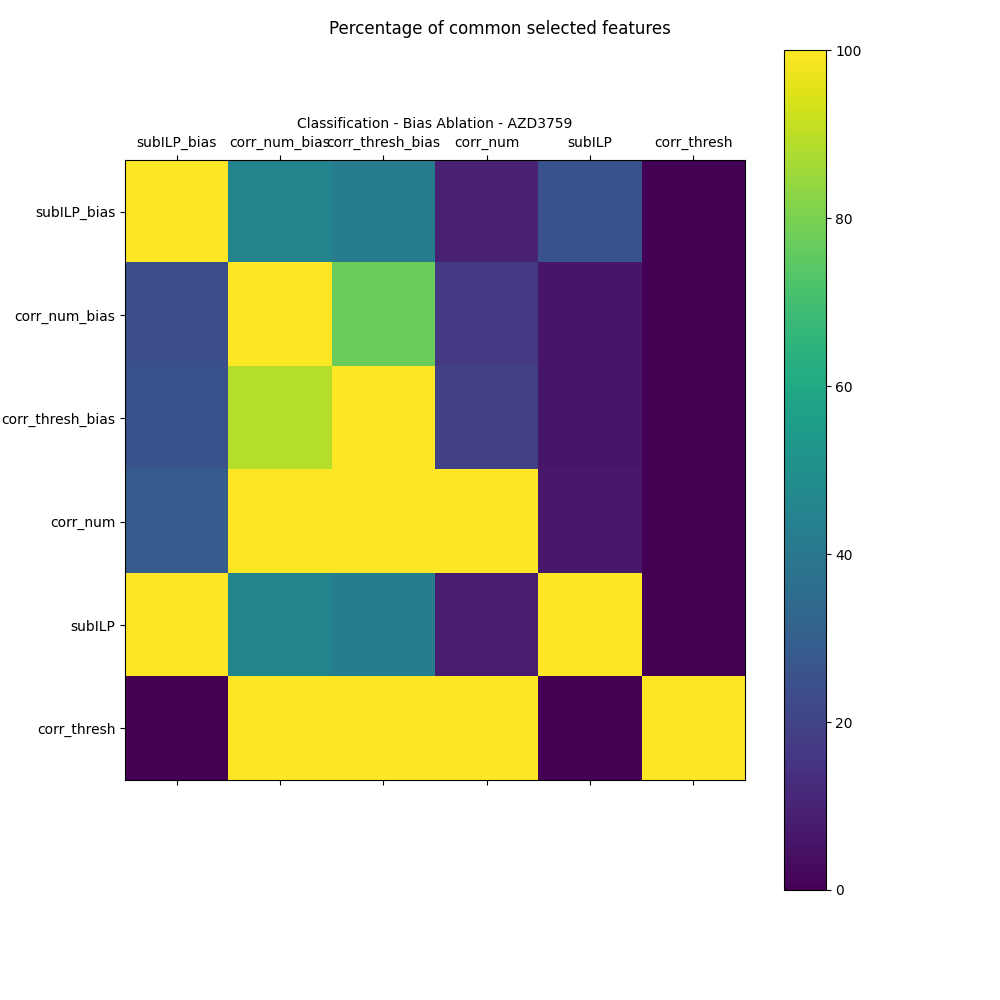 Percentage of common selected features
Classification - Bias Ablation - AZD3759
subILP_bias corr_num_bias corr_thresh_bias corr_num subILP corr_thresh
subILP_bias
corr_num_bias
corr_thresh_bias
corr_num
subILP
corr_thresh
100
80
60
40
20
0